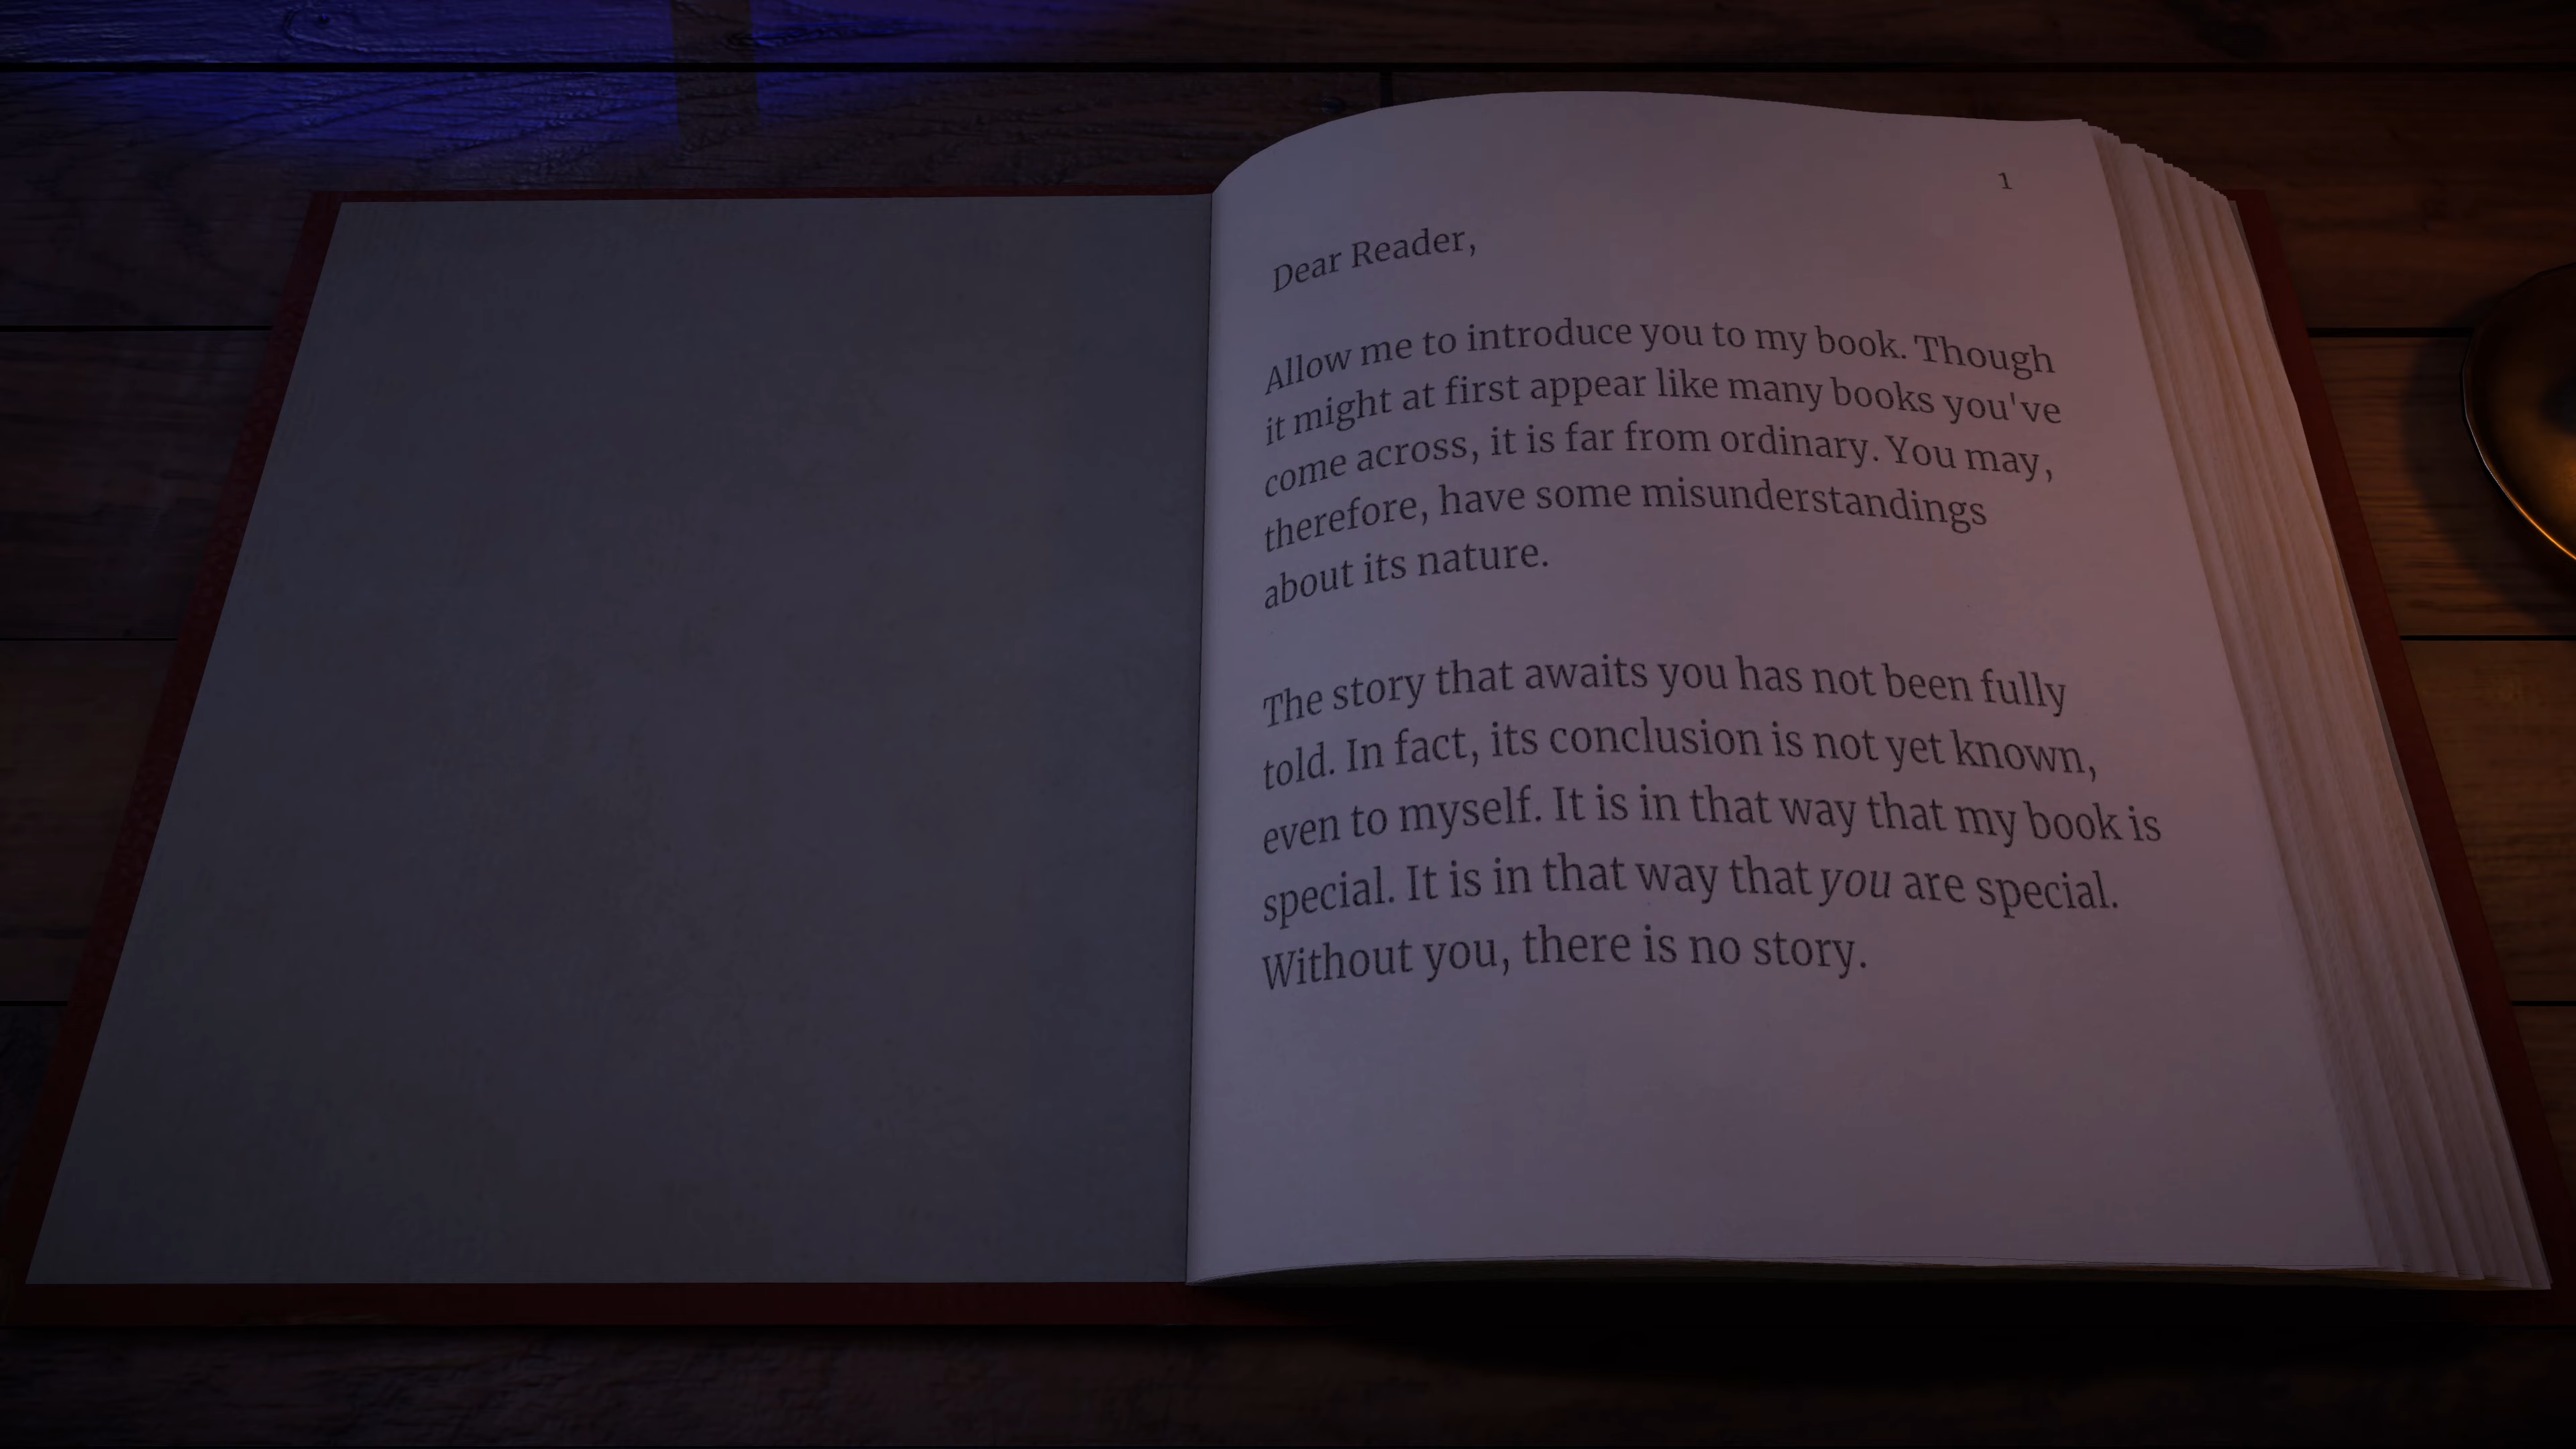 1
Dear Reader,
Allow me to introduce you to my book. Though
it might at first appear like many books you've
come across, it is far from ordinary. You may,
therefore, have some misunderstandings
about its nature.
The story that awaits you has not been fully
told. In fact, its conclusion is not yet known,
even to myself. It is in that way that my book is
special. It is in that way that you are special.
Without you, there is no story.